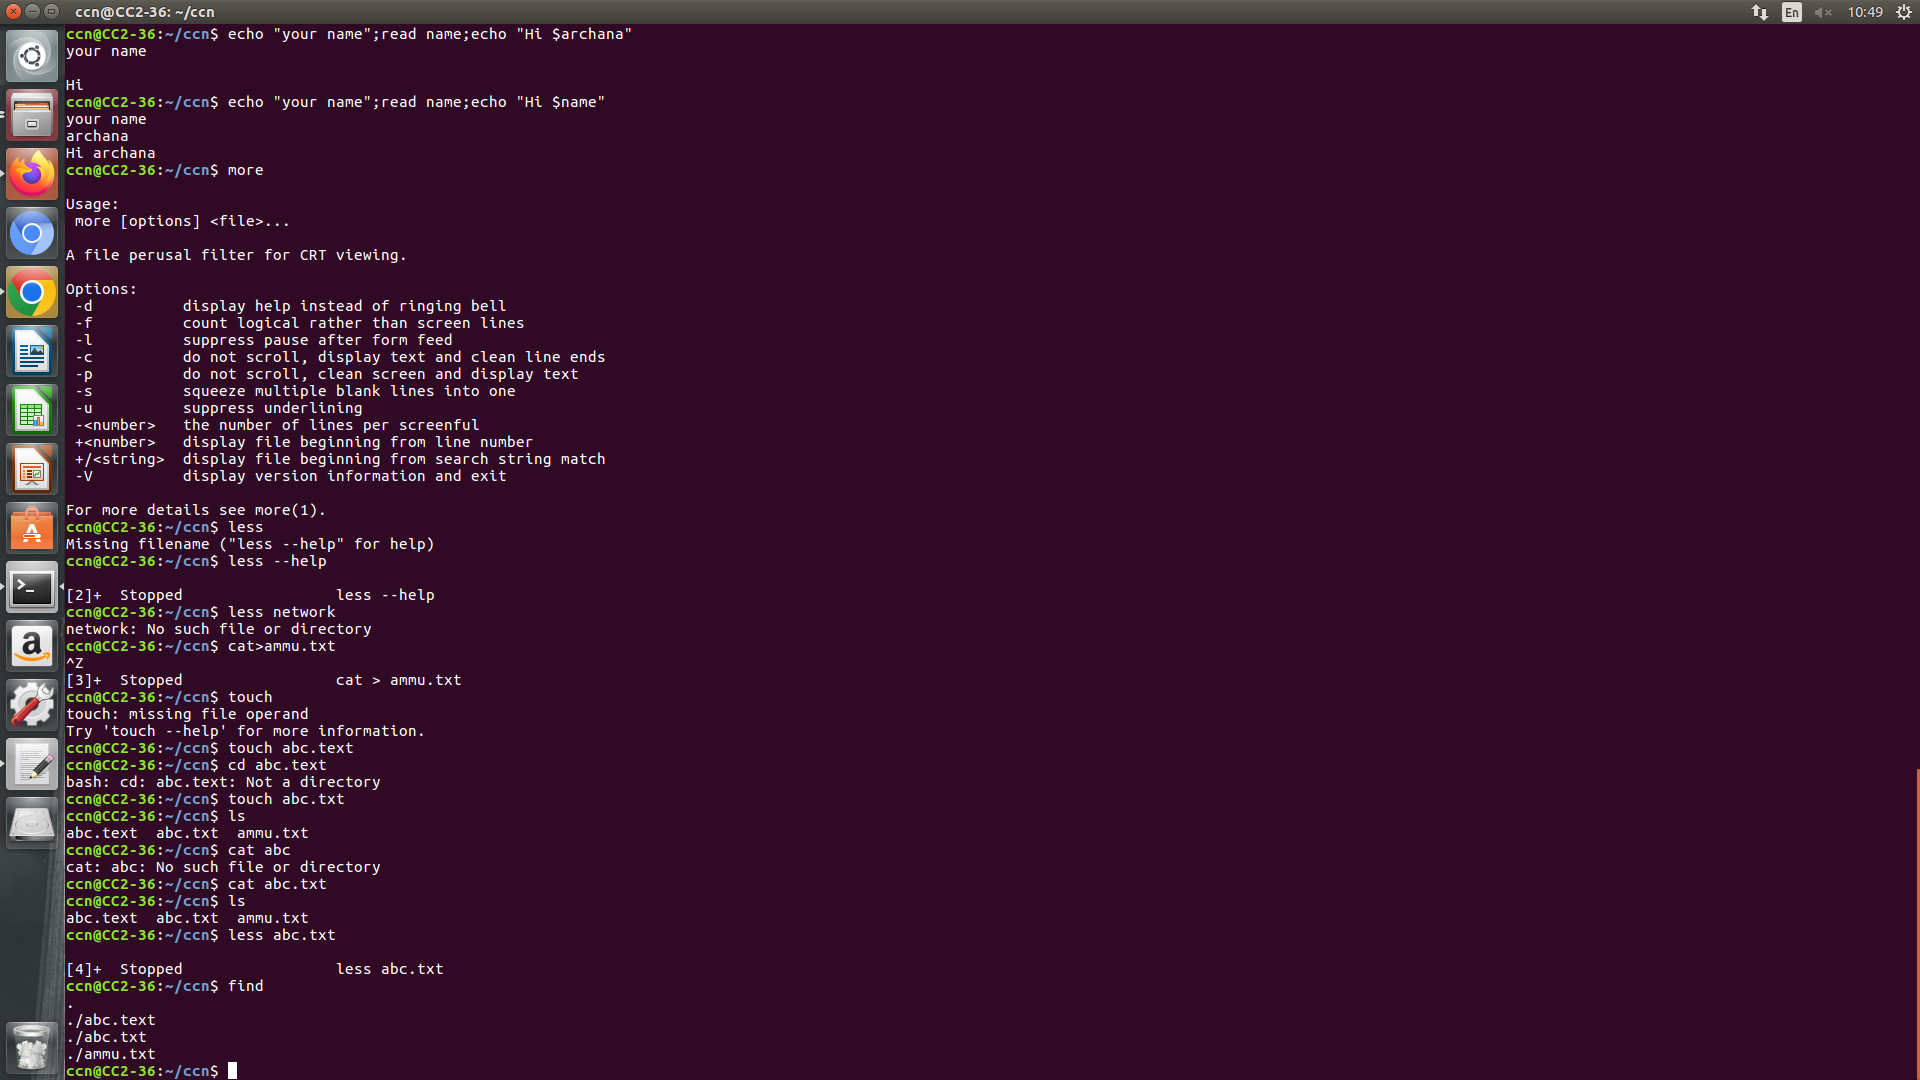 ccn@CC2-36: ~/ccn
En
10:49
ccn@CC2-36:~/ccn$ echo "your name";read name;echo "Hi $archana"
your name
Hi
ccn@CC2-36:~/ccn$ echo "your name";read name;echo "Hi $name"
your name
archana
Hi archana
ccn@CC2-36:~/ccn$ more
Usage:
 more [options] <file>...
A file perusal filter for CRT viewing.
Options:
 -d          display help instead of ringing bell
 -f          count logical rather than screen lines
 -l          suppress pause after form feed
 -c          do not scroll, display text and clean line ends
 -p          do not scroll, clean screen and display text
 -s          squeeze multiple blank lines into one
 -u          suppress underlining
 -<number>   the number of lines per screenful
 +<number>   display file beginning from line number
 +/<string>  display file beginning from search string match
 -V          display version information and exit
For more details see more(1).
ccn@CC2-36:~/ccn$ less
Missing filename ("less --help" for help)
ccn@CC2-36:~/ccn$ less --help
[2]+  Stopped                 less --help
ccn@CC2-36:~/ccn$ less network
network: No such file or directory
ccn@CC2-36:~/ccn$ cat>ammu.txt
^Z
[3]+  Stopped                 cat > ammu.txt
ccn@CC2-36:~/ccn$ touch
touch: missing file operand
Try 'touch --help' for more information.
ccn@CC2-36:~/ccn$ touch abc.text
ccn@CC2-36:~/ccn$ cd abc.text
bash: cd: abc.text: Not a directory
ccn@CC2-36:~/ccn$ touch abc.txt
ccn@CC2-36:~/ccn$ ls
abc.text  abc.txt  ammu.txt
ccn@CC2-36:~/ccn$ cat abc
cat: abc: No such file or directory
ccn@CC2-36:~/ccn$ cat abc.txt
ccn@CC2-36:~/ccn$ ls
abc.text  abc.txt  ammu.txt
ccn@CC2-36:~/ccn$ less abc.txt
[4]+  Stopped                 less abc.txt
ccn@CC2-36:~/ccn$ find
.
./abc.text
./abc.txt
./ammu.txt
ccn@CC2-36:~/ccn$